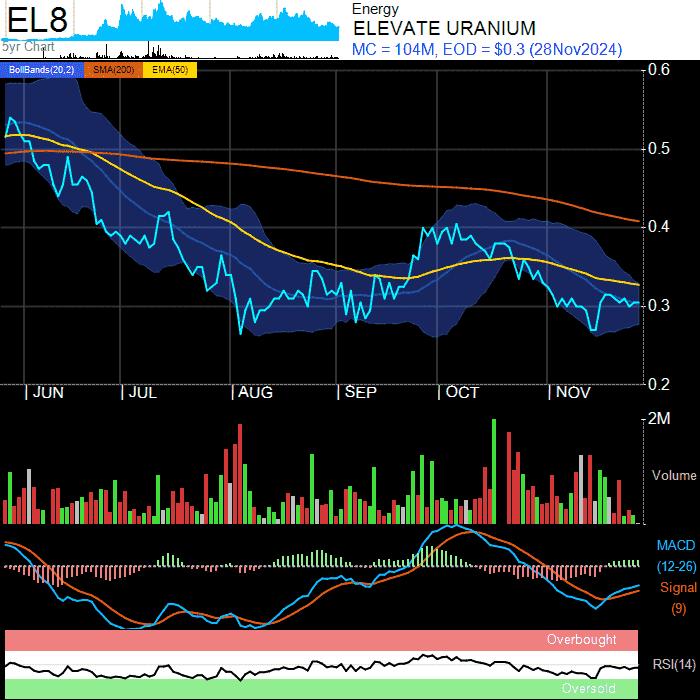 EL8
5yr Chart
Energy
ELEVATE URANIUM
MC = 104M, EOD = $0.3 (28Nov2024)
BollBands(20,2) SMA(200) EMA(50)
0.6
0.5
0.4
0.3
0.2
JUN JUL AUG SEP OCT NOV
2M
Volume
MACD
(12-26)
Signal
(9)
Overbought
RSI(14)
Oversold